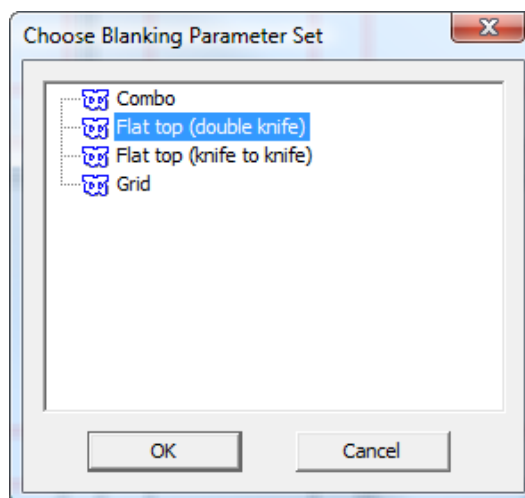 Choose Blanking Parameter Set
Combo
Flat top (double knife)
Flat top (knife to knife)
Grid
OK
Cancel